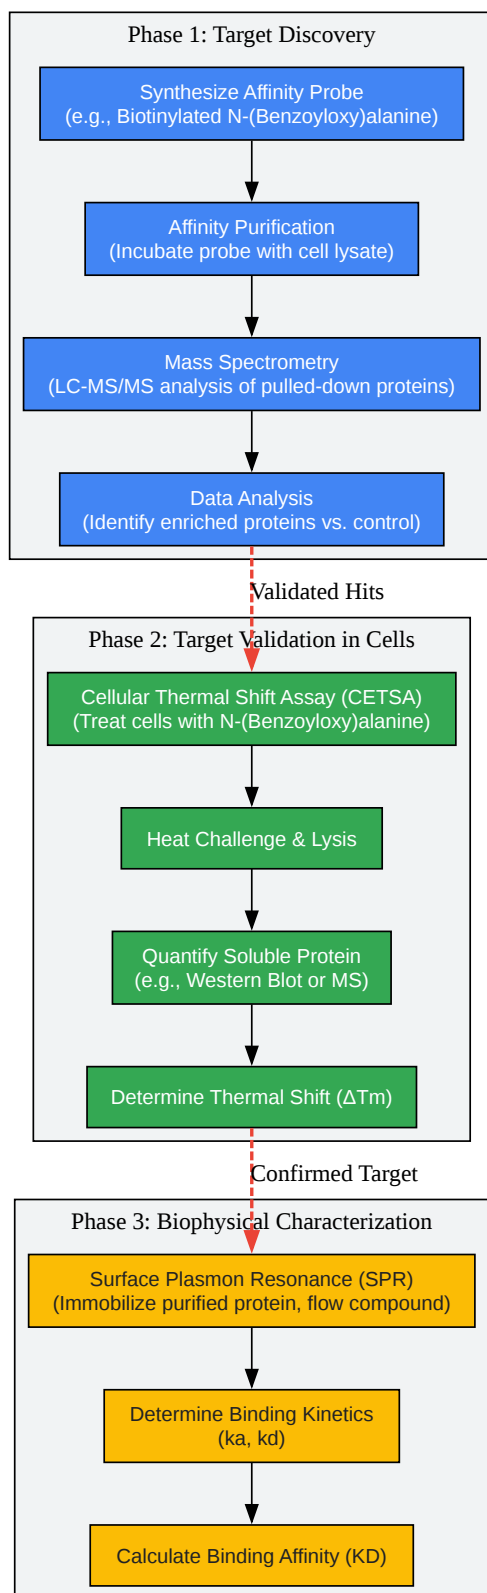 Phase 1: Target Discovery
Synthesize Affinity Probe
(e.g., Biotinylated N-(Benzoyloxy)alanine)
Affinity Purification
(Incubate probe with cell lysate)
Mass Spectrometry
(LC-MS/MS analysis of pulled-down proteins)
Data Analysis
(Identify enriched proteins vs. control)
Validated Hits
Phase 2: Target Validation in Cells
Cellular Thermal Shift Assay (CETSA)
(Treat cells with N-(Benzoyloxy)alanine)
Heat Challenge & Lysis
Quantify Soluble Protein
(e.g., Western Blot or MS)
Determine Thermal Shift (ΔTm)
Confirmed Target
Phase 3: Biophysical Characterization
Surface Plasmon Resonance (SPR)
(Immobilize purified protein, flow compound)
Determine Binding Kinetics
(ka, kd)
Calculate Binding Affinity (KD)